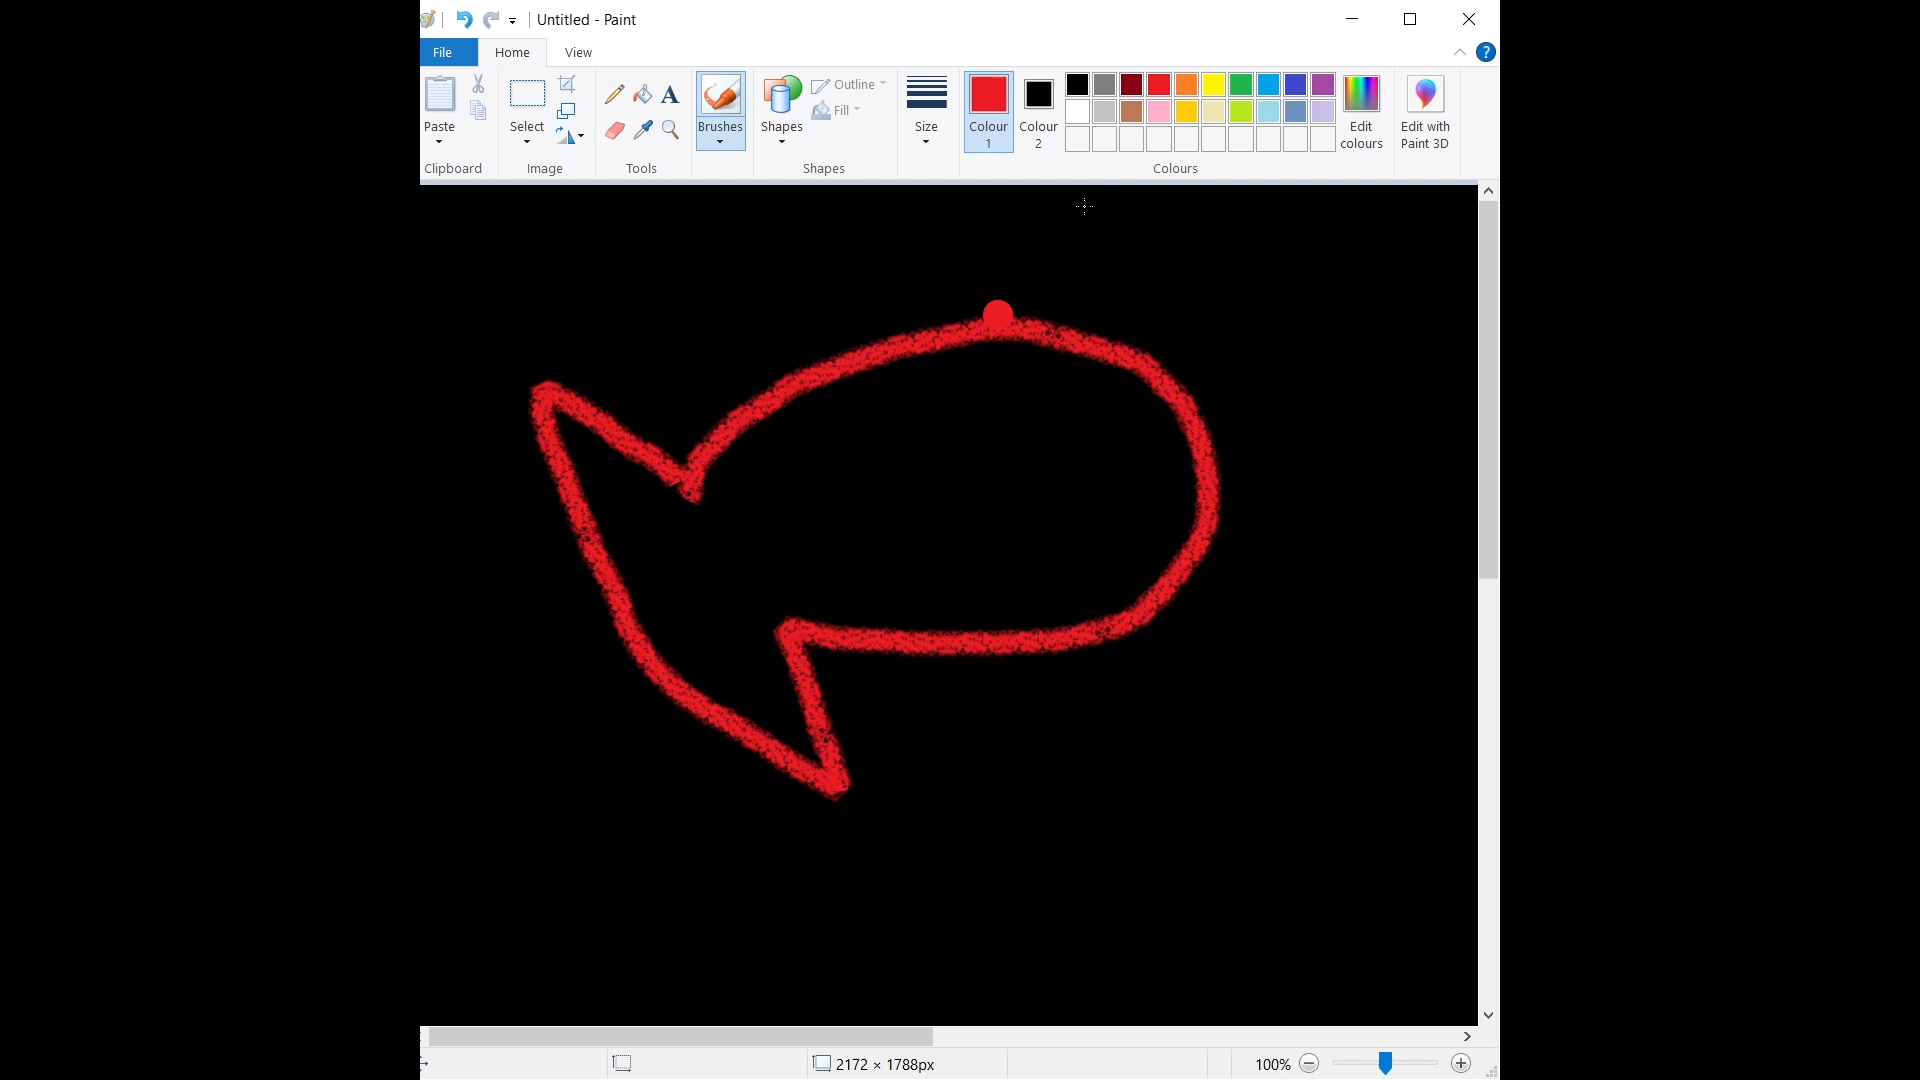 Untitled - Paint
File Home View
Outline
Fill
Paste Select Brushes Shapes Size Colour 1 Colour 2 Edit colours Edit with Paint 3D
Clipboard Image Tools Shapes Colours
2172 × 1788px 100%